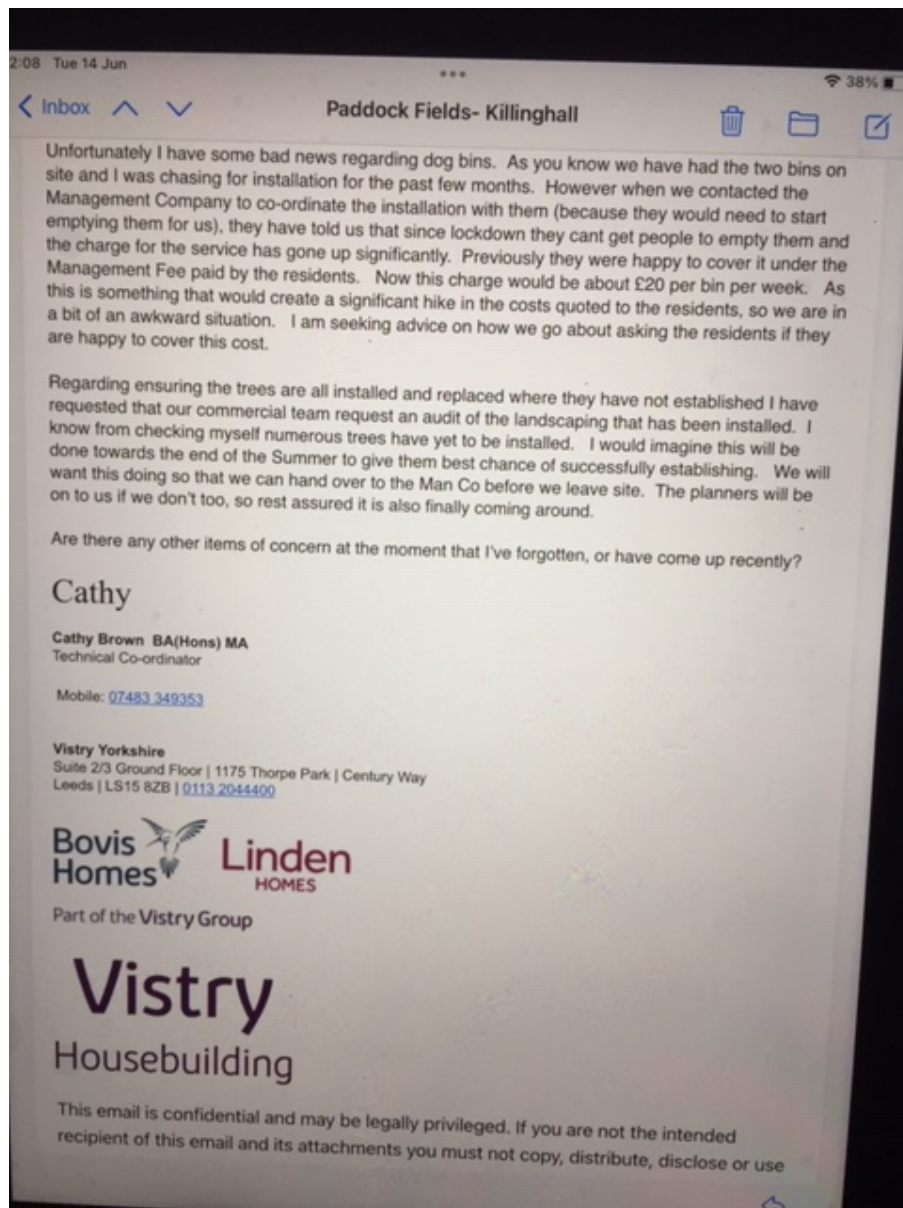 2:08 Tue 14 Jun
38%
Inbox
Paddock Fields- Killinghall
Unfortunately I have some bad news regarding dog bins. As you know we have had the two bins on
site and I was chasing for installation for the past few months. However when we contacted the
Management Company to co-ordinate the installation with them (because they would need to start
emptying them for us), they have told us that since lockdown they cant get people to empty them and
the charge for the service has gone up significantly. Previously they were happy to cover it under the
Management Fee paid by the residents. Now this charge would be about £20 per bin per week. As
this is something that would create a significant hike in the costs quoted to the residents, so we are in
a bit of an awkward situation. I am seeking advice on how we go about asking the residents if they
are happy to cover this cost.
Regarding ensuring the trees are all installed and replaced where they have not established I have
requested that our commercial team request an audit of the landscaping that has been installed. I
know from checking myself numerous trees have yet to be installed. I would imagine this will be
done towards the end of the Summer to give them best chance of successfully establishing. We will
want this doing so that we can hand over to the Man Co before we leave site. The planners will be
on to us if we don't too, so rest assured it is also finally coming around.
Are there any other items of concern at the moment that I've forgotten, or have come up recently?
Cathy
Cathy Brown BA(Hons) MA
Technical Co-ordinator
Mobile: 07483 349353
Vistry Yorkshire
Suite 2/3 Ground Floor | 1175 Thorpe Park | Century Way
Leeds | LS15 8ZB | 0113 2044400
Bovis
Homes
Linden
HOMES
Part of the Vistry Group
Vistry
Housebuilding
This email is confidential and may be legally privileged. If you are not the intended
recipient of this email and its attachments you must not copy, distribute, disclose or use